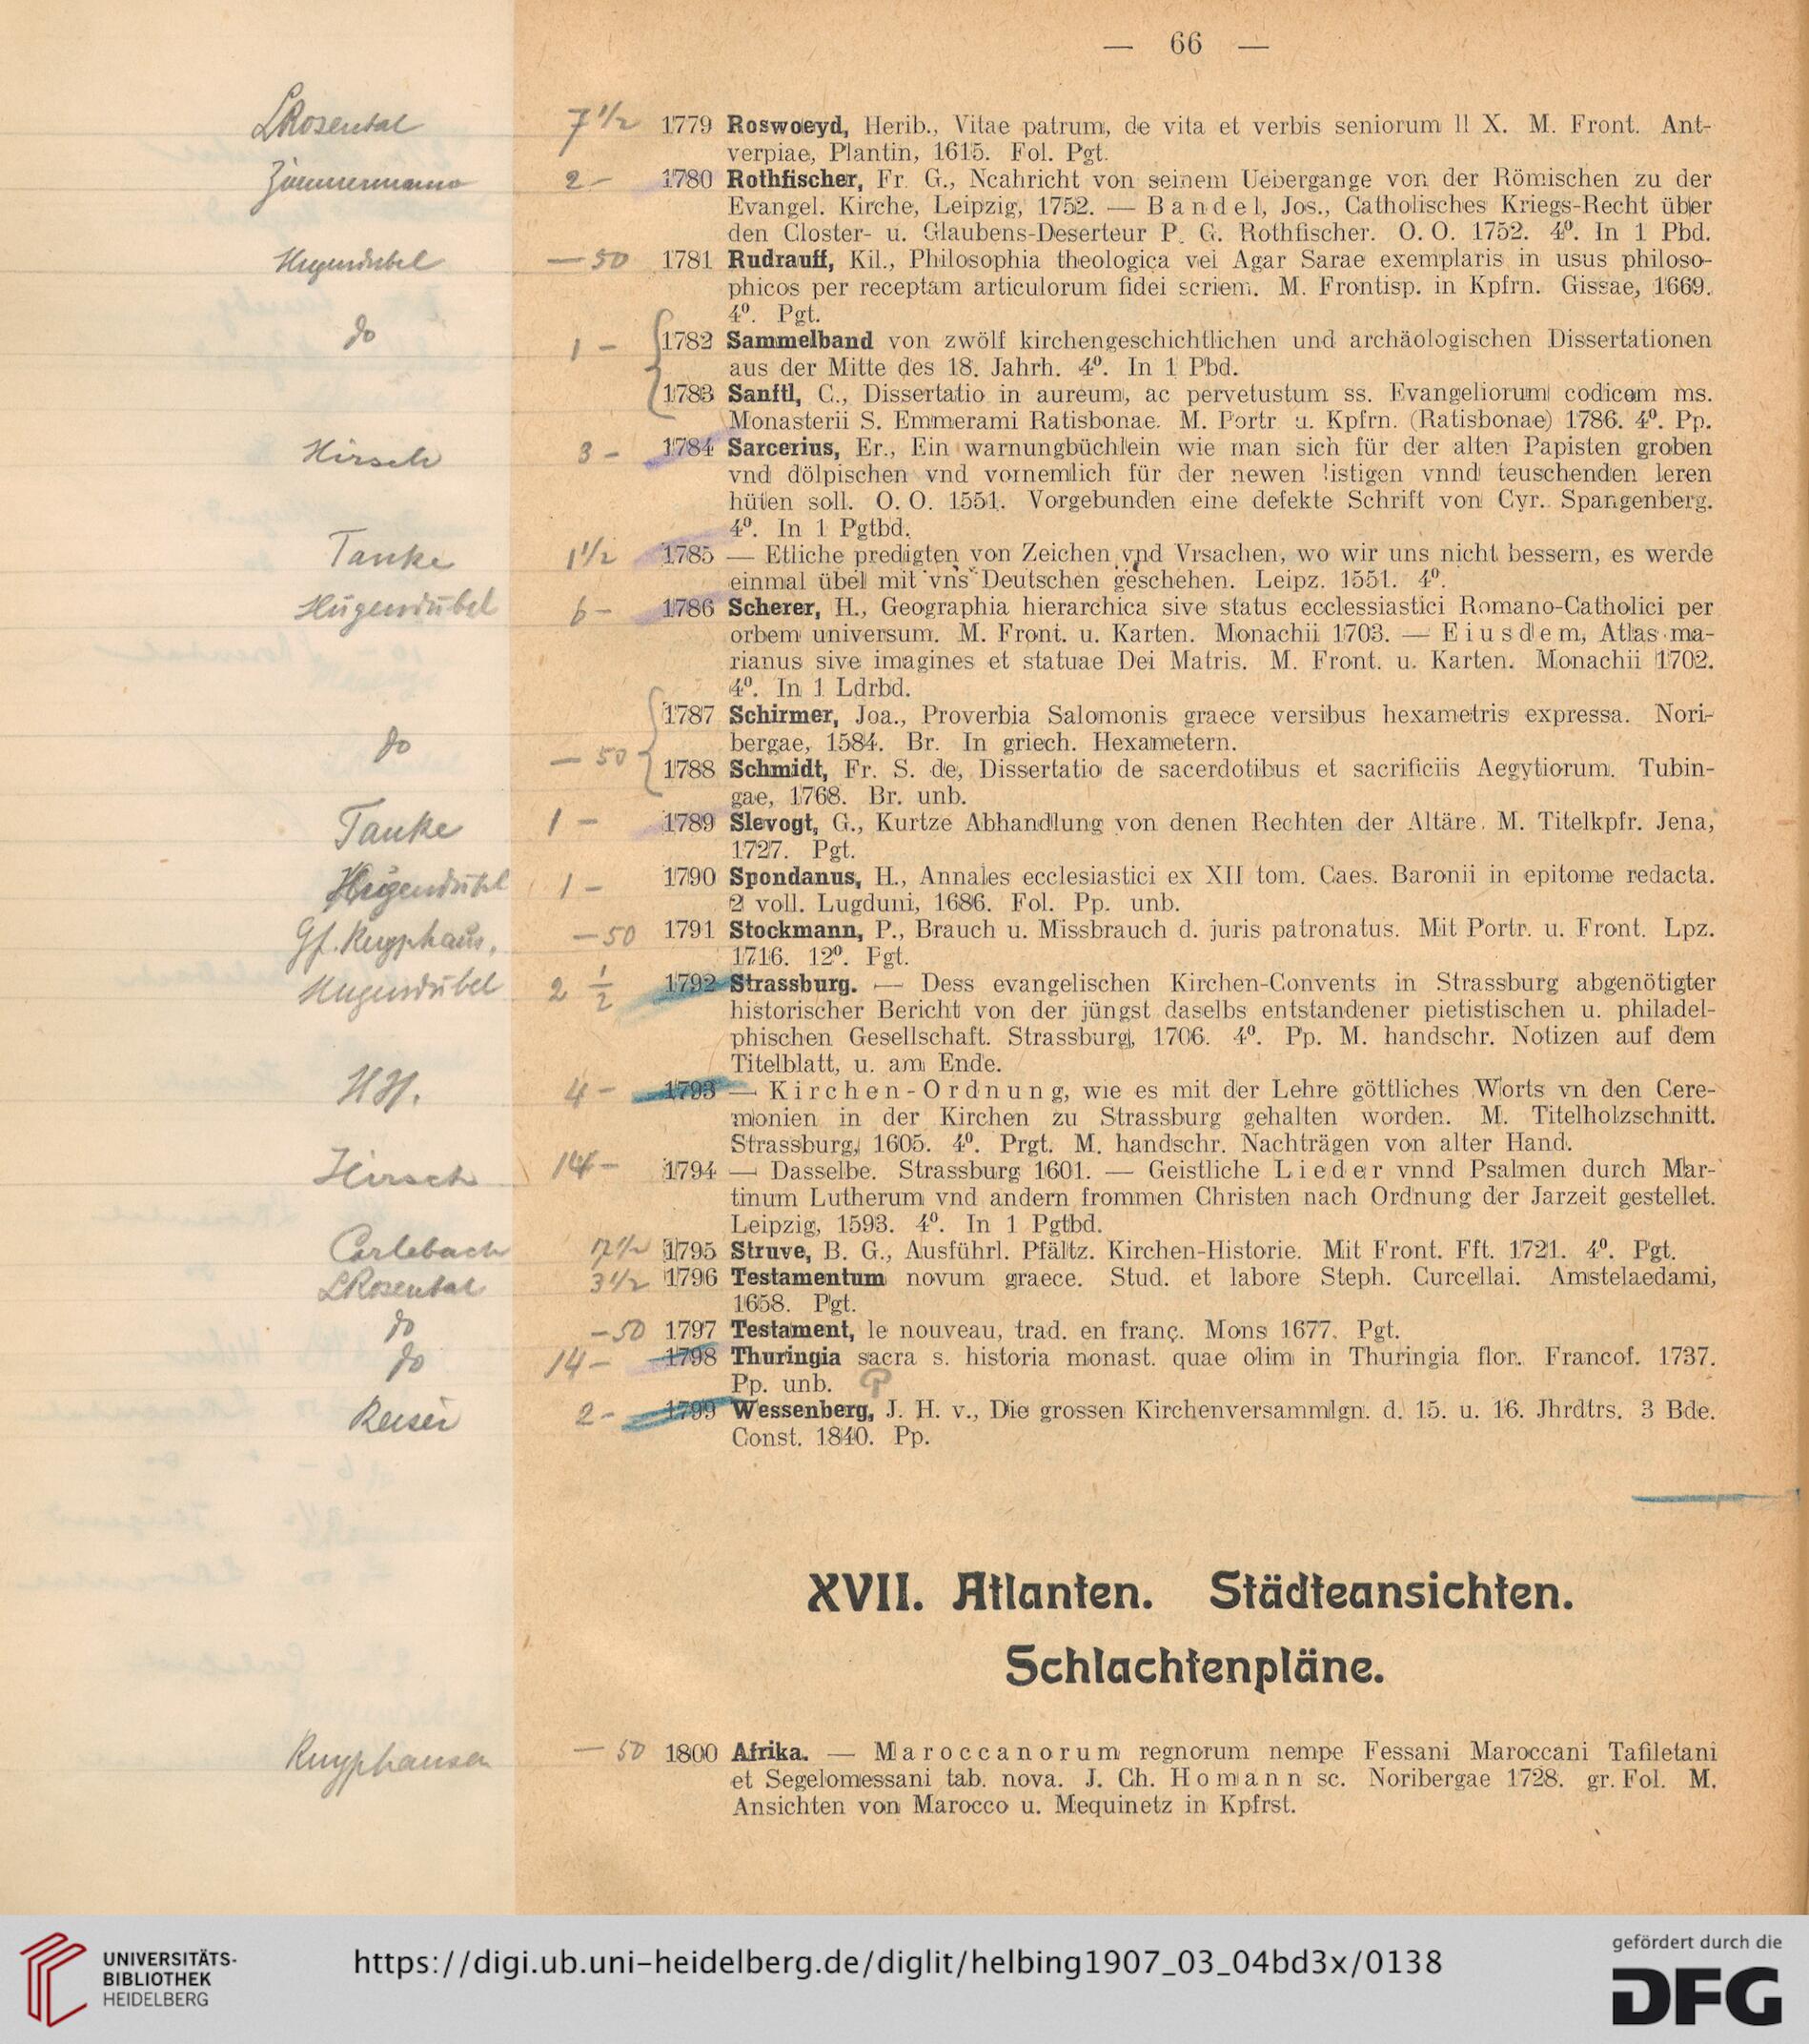 — 66 —
LRosental 7 1/2 1779 Roswoeyd, Herib., Vitae patrum, de vita et verbis seniorum ll X. M. Front. Ant-
verpiae, Plantin, 1615. Fol. Pgt.
Zimmermann 2 - 1780 Rothfischer, Fr. G., Ncahricht von seinem Uebergange von der Römischen zu der
Evangel. Kirche, Leipzig, 1752. — Bandel, Jos., Catholisches Kriegs-Recht über
den Closter- u. Glaubens-Deserteur P. G. Rothfischer. O. O. 1752. 4⁰. In 1 Pbd.
Hugendubel — 50 1781 Rudrauff, Kil., Philosophia theologica vei Agar Sarae exemplaris in usus philoso-
phicos per receptam articulorum fidei scriem. M. Frontisp. in Kpfrn. Gissae, 1669.
4⁰. Pgt.
do 1 - 1782 Sammelband von zwölf kirchengeschichtlichen und archäologischen Dissertationen
aus der Mitte des 18. Jahrh. 4⁰. In 1 Pbd.
1783 Sanftl, C., Dissertatio in aureum, ac pervetustum ss. Evangeliorum codicem ms.
Monasterii S. Emmerami Ratisbonae. M. Portr u. Kpfrn. (Ratisbonae) 1786. 4⁰. Pp.
Hirsch 3 - 1784 Sarcerius, Er., Ein warnungbüchlein wie man sich für der alten Papisten groben
vnd dölpischen vnd vornemlich für der newen listigen vnnd teuschenden leren
hüten soll. O. O. 1551. Vorgebunden eine defekte Schrift von Cyr. Spangenberg.
4⁰. In 1 Pgtbd.
Tauke 1 1/2 1785 — Etliche predigten von Zeichen vnd Vrsachen, wo wir uns nicht bessern, es werde
einmal übel mit vns Deutschen geschehen. Leipz. 1551. 4⁰.
Hugendubel 6 - 1786 Scherer, H., Geographia hierarchica sive status ecclessiastici Romano-Catholici per
orbem universum. M. Front. u. Karten. Monachii 1703. — Eiusdem, Atlas ma-
rianus sive imagines et statuae Dei Matris. M. Front. u. Karten. Monachii 1702.
4⁰. In 1 Ldrbd.
1787 Schirmer, Joa., Proverbia Salomonis graece versibus hexametris expressa. Nori-
bergae, 1584. Br. In griech. Hexametern.
do — 50 1788 Schmidt, Fr. S. de, Dissertatio de sacerdotibus et sacrificiis Aegytiorum. Tubin-
gae, 1768. Br. unb.
Tauke 1 - 1789 Slevogt, G., Kurtze Abhandlung von denen Rechten der Altäre. M. Titelkpfr. Jena,
1727. Pgt.
Hugendubel 1 - 1790 Spondanus, H., Annales ecclesiastici ex XII tom. Caes. Baronii in epitome redacta.
2 voll. Lugduni, 1686. Fol. Pp. unb.
— 50 1791 Stockmann, P., Brauch u. Missbrauch d. juris patronatus. Mit Portr. u. Front. Lpz.
1716. 12⁰. Pgt.
Hugendubel 2 1/2 1792 Strassburg. — Dess evangelischen Kirchen-Convents in Strassburg abgenötigter
historischer Bericht von der jüngst daselbs entstandener pietistischen u. philadel-
phischen Gesellschaft. Strassburg, 1706. 4⁰. Pp. M. handschr. Notizen auf dem
Titelblatt, u. am Ende.
4 - 1793 — Kirchen-Ordnung, wie es mit der Lehre göttliches Worts vn den Cere-
monien in der Kirchen zu Strassburg gehalten worden. M. Titelholzschnitt.
Strassburg, 1605. 4⁰. Prgt. M. handschr. Nachträgen von alter Hand.
Hirsch 14 - 1794 — Dasselbe. Strassburg 1601. — Geistliche Lieder vnnd Psalmen durch Mar-
tinum Lutherum vnd andern frommen Christen nach Ordnung der Jarzeit gestellet.
Leipzig, 1593. 4⁰. In 1 Pgtbd.
Carlebach 1795 Struve, B. G., Ausführl. Pfältz. Kirchen-Historie. Mit Front. Fft. 1721. 4⁰. Pgt.
LRosental 3 1/2 1796 Testamentum novum graece. Stud. et labore Steph. Curcellai. Amstelaedami,
1658. Pgt.
do — 50 1797 Testament, le nouveau, trad. en franç. Mons 1677. Pgt.
do 14 - 1798 Thuringia sacra s. historia monast. quae olim in Thuringia flor. Francof. 1737.
Pp. unb.
2 - 1799 Wessenberg, J. H. v., Die grossen Kirchenversammlgn. d. 15. u. 16. Jhrdtrs. 3 Bde.
Const. 1840. Pp.
XVII. Atlanten. Städteansichten.
Schlachtenpläne.
Knyphausen — 50 1800 Afrika. — Maroccanorum regnorum nempe Fessani Maroccani Tafiletani
et Segelomessani tab. nova. J. Ch. Homann sc. Noribergae 1728. gr. Fol. M.
Ansichten von Marocco u. Mequinetz in Kpfrst.
UNIVERSITÄTS-
BIBLIOTHEK
HEIDELBERG
https://digi.ub.uni-heidelberg.de/diglit/helbing1907_03_04bd3x/0138
gefördert durch die
DFG